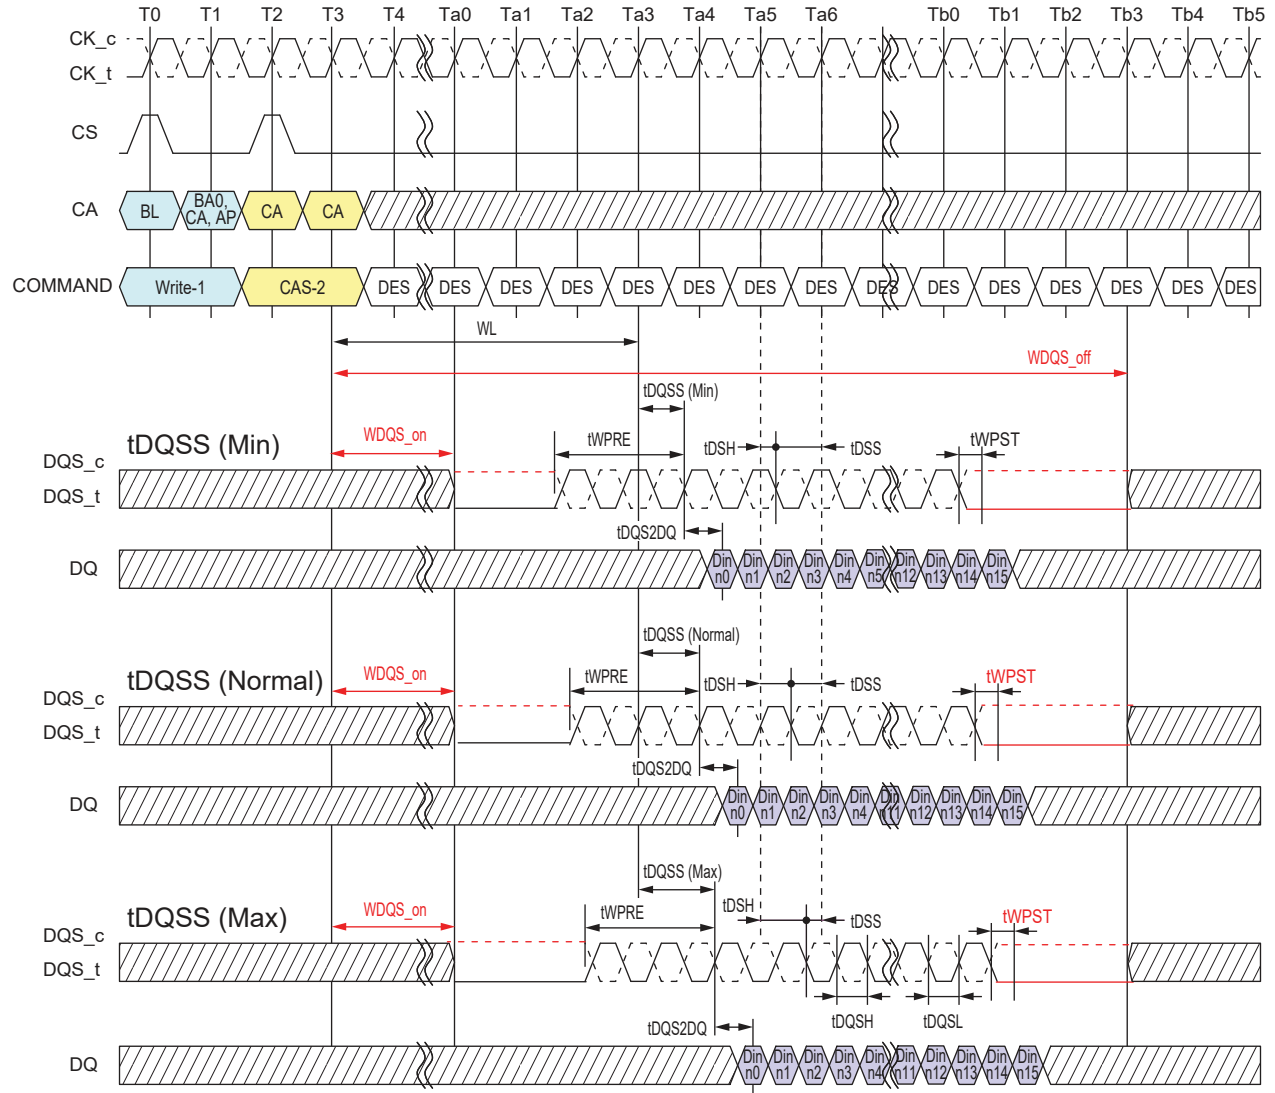 T0 T1 T2 T3 T4 Ta0 Ta1 Ta2 Ta3 Ta4 Ta5 Ta6 Tb0 Tb1 Tb2 Tb3 Tb4 Tb5
CK_c
CK_t
CS
CA BL BA0, CA, AP CA CA
COMMAND Write-1 CAS-2 DES DES DES DES DES DES DES DES DES DES DES DES DES DES DES
WL
WDQS_off
tDQSS (Min)
tDQSS (Min) WDQS_on tWPRE tDSH tDSS tWPST
DQS_c
DQS_t
tDQS2DQ
DQ Din n0 Din n1 Din n2 Din n3 Din n4 Din n5 Din n12 Din n13 Din n14 Din n15
tDQSS (Normal)
tDQSS (Normal) WDQS_on tWPRE tDSH tDSS tWPST
DQS_c
DQS_t
tDQS2DQ
DQ Din n0 Din n1 Din n2 Din n3 Din n4 Din n11 Din n12 Din n13 Din n14 Din n15
tDQSS (Max)
tDQSS (Max) WDQS_on tWPRE tDSH tDSS tWPST
DQS_c
DQS_t
tDQSH tDQSL
tDQS2DQ
DQ Din n0 Din n1 Din n2 Din n3 Din n4 Din n11 Din n12 Din n13 Din n14 Din n15